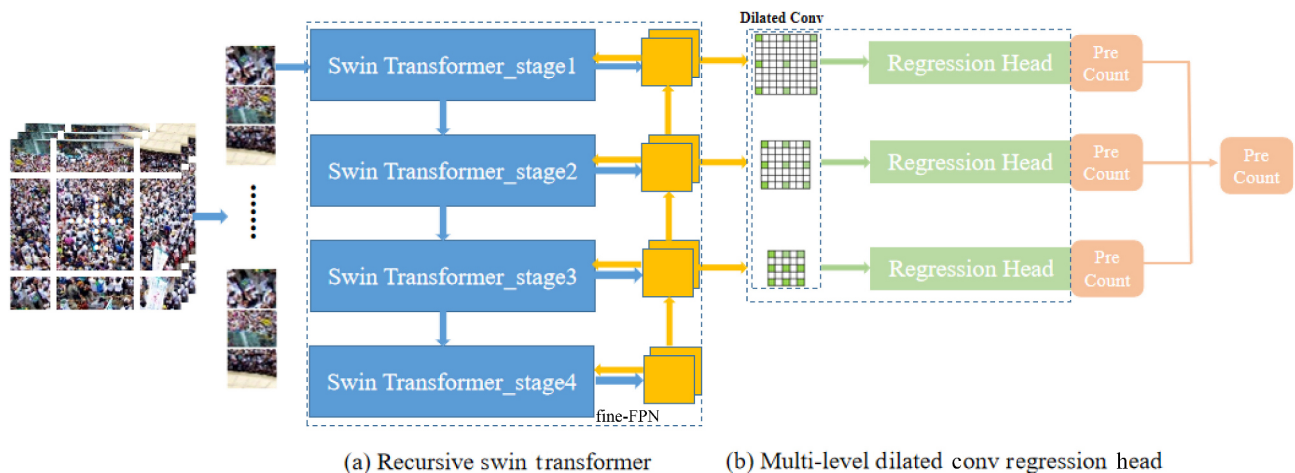 Dilated Conv
Swin Transformer_stage1
Regression Head
Pre
Count
Swin Transformer_stage2
Regression Head
Pre
Count
Pre
Count
Swin Transformer_stage3
Regression Head
Pre
Count
Swin Transformer_stage4
fine-FPN
(a) Recursive swin transformer
(b) Multi-level dilated conv regression head